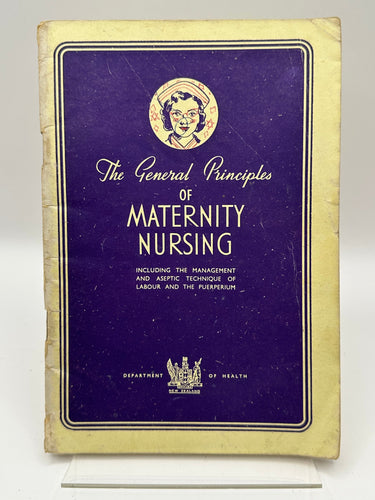 The General Principles
OF
MATERNITY
NURSING
INCLUDING THE MANAGEMENT
AND ASEPTIC TECHNIQUE OF
LABOUR AND THE PUERPERIUM
DEPARTMENT OF HEALTH
NEW ZEALAND